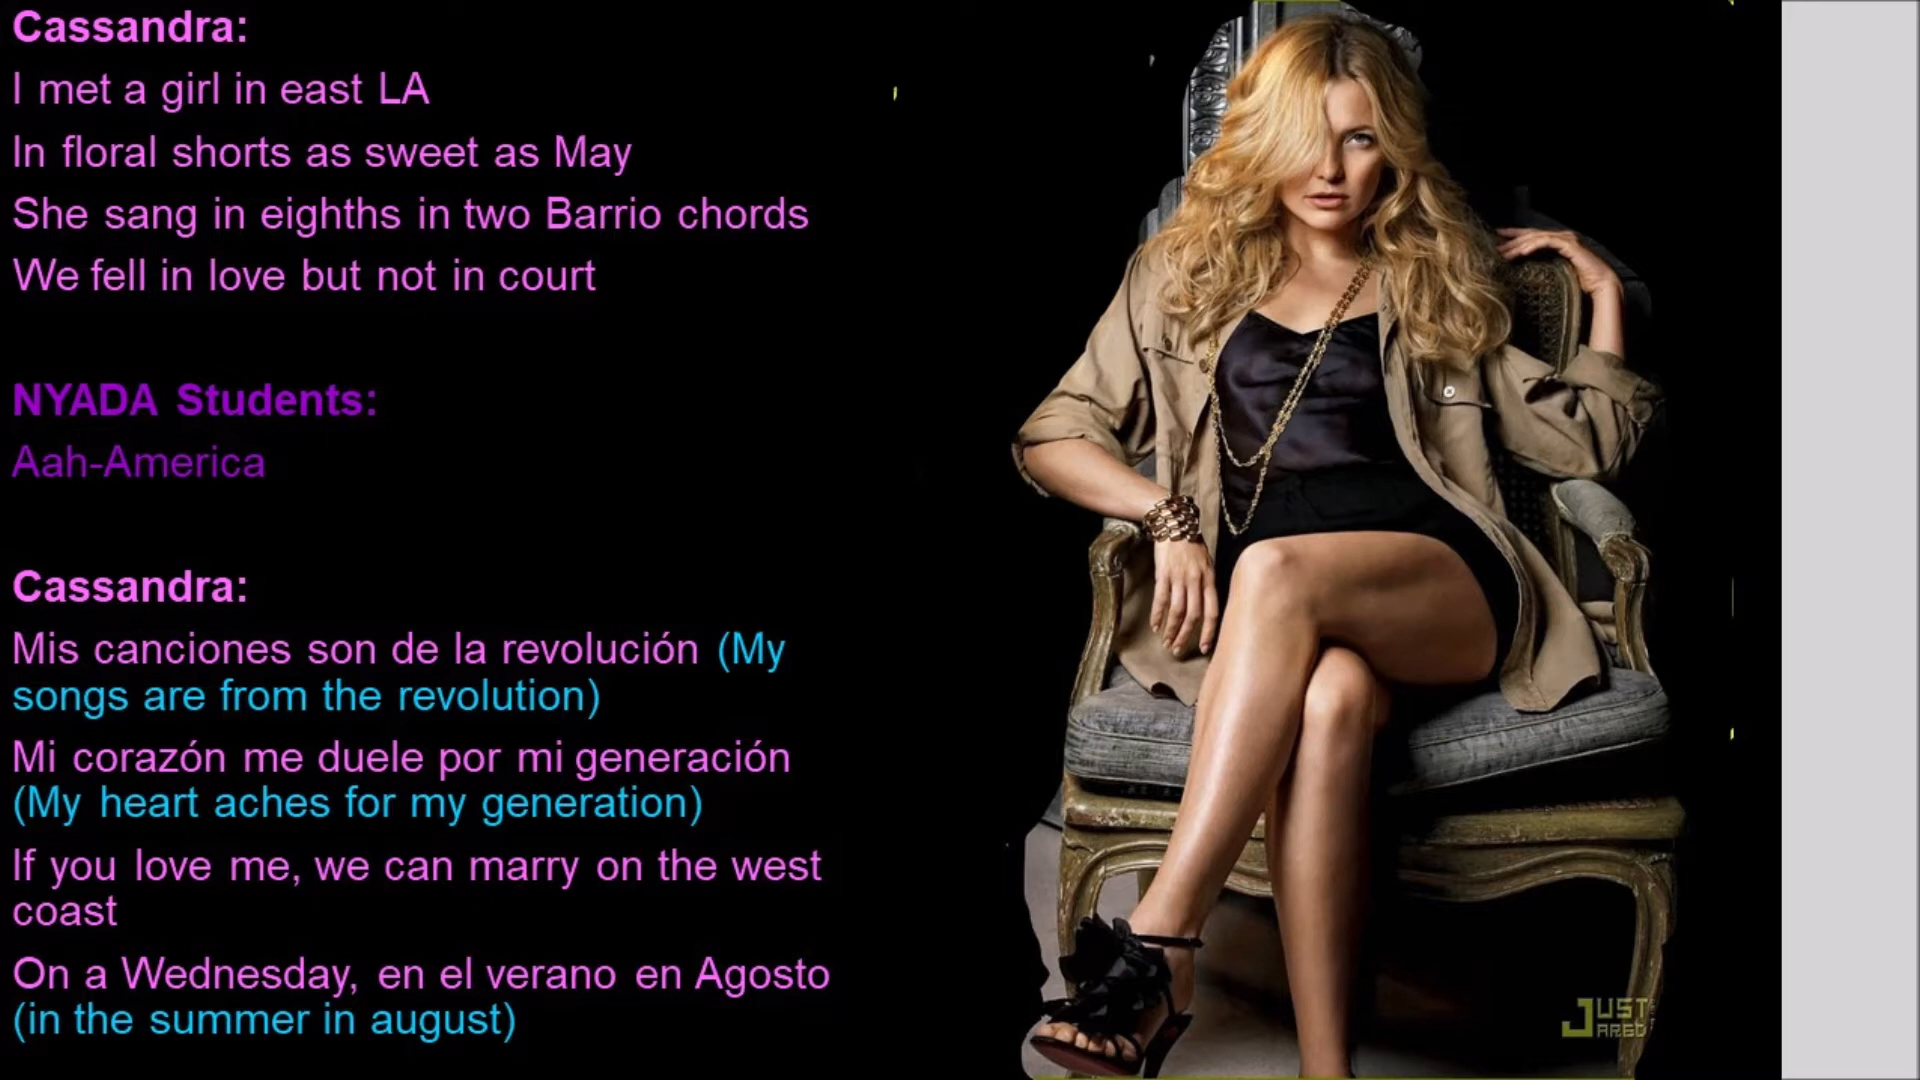 Cassandra:
I met a girl in east LA
In floral shorts as sweet as May
She sang in eighths in two Barrio chords
We fell in love but not in court
NYADA Students:
Aah-America
Cassandra:
Mis canciones son de la revolución (My
songs are from the revolution)
Mi corazón me duele por mi generación
(My heart aches for my generation)
If you love me, we can marry on the west
coast
On a Wednesday, en el verano en Agosto
(in the summer in august)
JUST
JARED